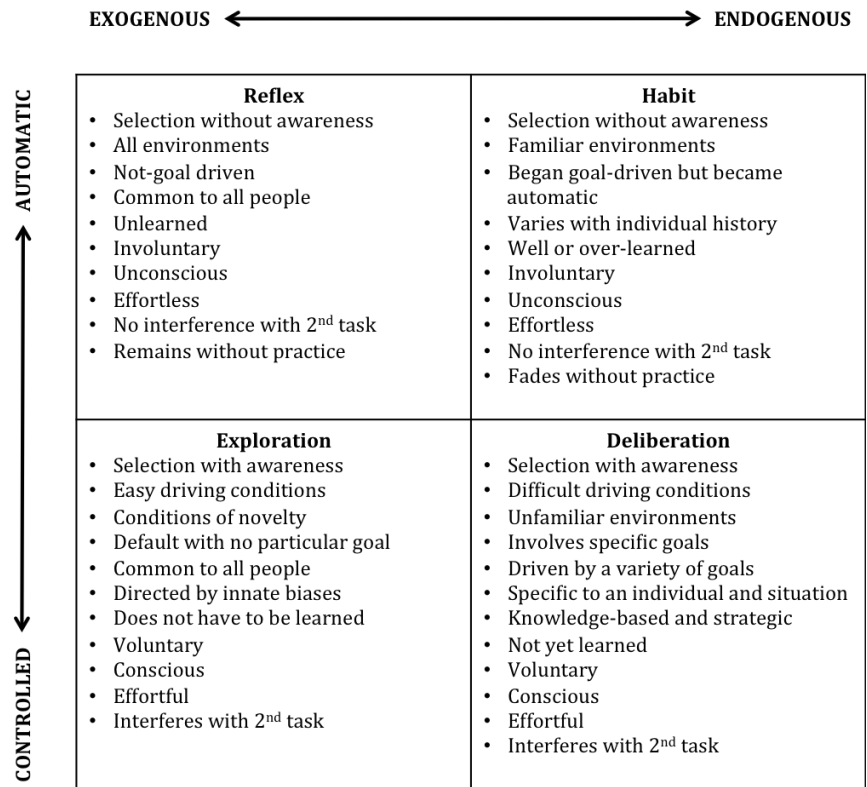 EXOGENOUS ENDOGENOUS
AUTOMATIC
Reflex
• Selection without awareness
• All environments
• Not-goal driven
• Common to all people
• Unlearned
• Involuntary
• Unconscious
• Effortless
• No interference with 2nd task
• Remains without practice
Habit
• Selection without awareness
• Familiar environments
• Began goal-driven but became
automatic
• Varies with individual history
• Well or over-learned
• Involuntary
• Unconscious
• Effortless
• No interference with 2nd task
• Fades without practice
CONTROLLED
Exploration
• Selection with awareness
• Easy driving conditions
• Conditions of novelty
• Default with no particular goal
• Common to all people
• Directed by innate biases
• Does not have to be learned
• Voluntary
• Conscious
• Effortful
• Interferes with 2nd task
Deliberation
• Selection with awareness
• Difficult driving conditions
• Unfamiliar environments
• Involves specific goals
• Driven by a variety of goals
• Specific to an individual and situation
• Knowledge-based and strategic
• Not yet learned
• Voluntary
• Conscious
• Effortful
• Interferes with 2nd task